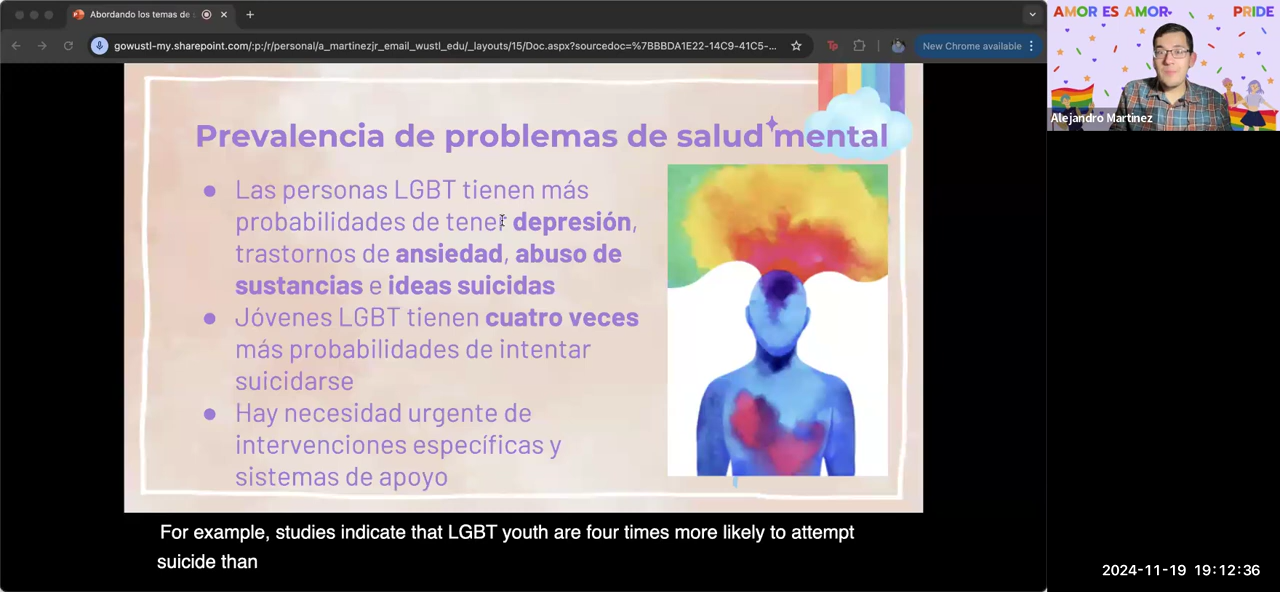 Abordando los temas de
gowustl-my.sharepoint.com/:p:/r/personal/a_martinezjr_email_wustl_edu/_layouts/15/Doc.aspx?sourcedoc=%7BBBDA1E22-14C9-41C5-...
Tp
New Chrome available
AMOR ES AMOR
PRIDE
Alejandro Martinez
Prevalencia de problemas de salud mental
● Las personas LGBT tienen más
probabilidades de tener depresión,
trastornos de ansiedad, abuso de
sustancias e ideas suicidas
● Jóvenes LGBT tienen cuatro veces
más probabilidades de intentar
suicidarse
● Hay necesidad urgente de
intervenciones específicas y
sistemas de apoyo
For example, studies indicate that LGBT youth are four times more likely to attempt
suicide than
2024-11-19 19:12:36